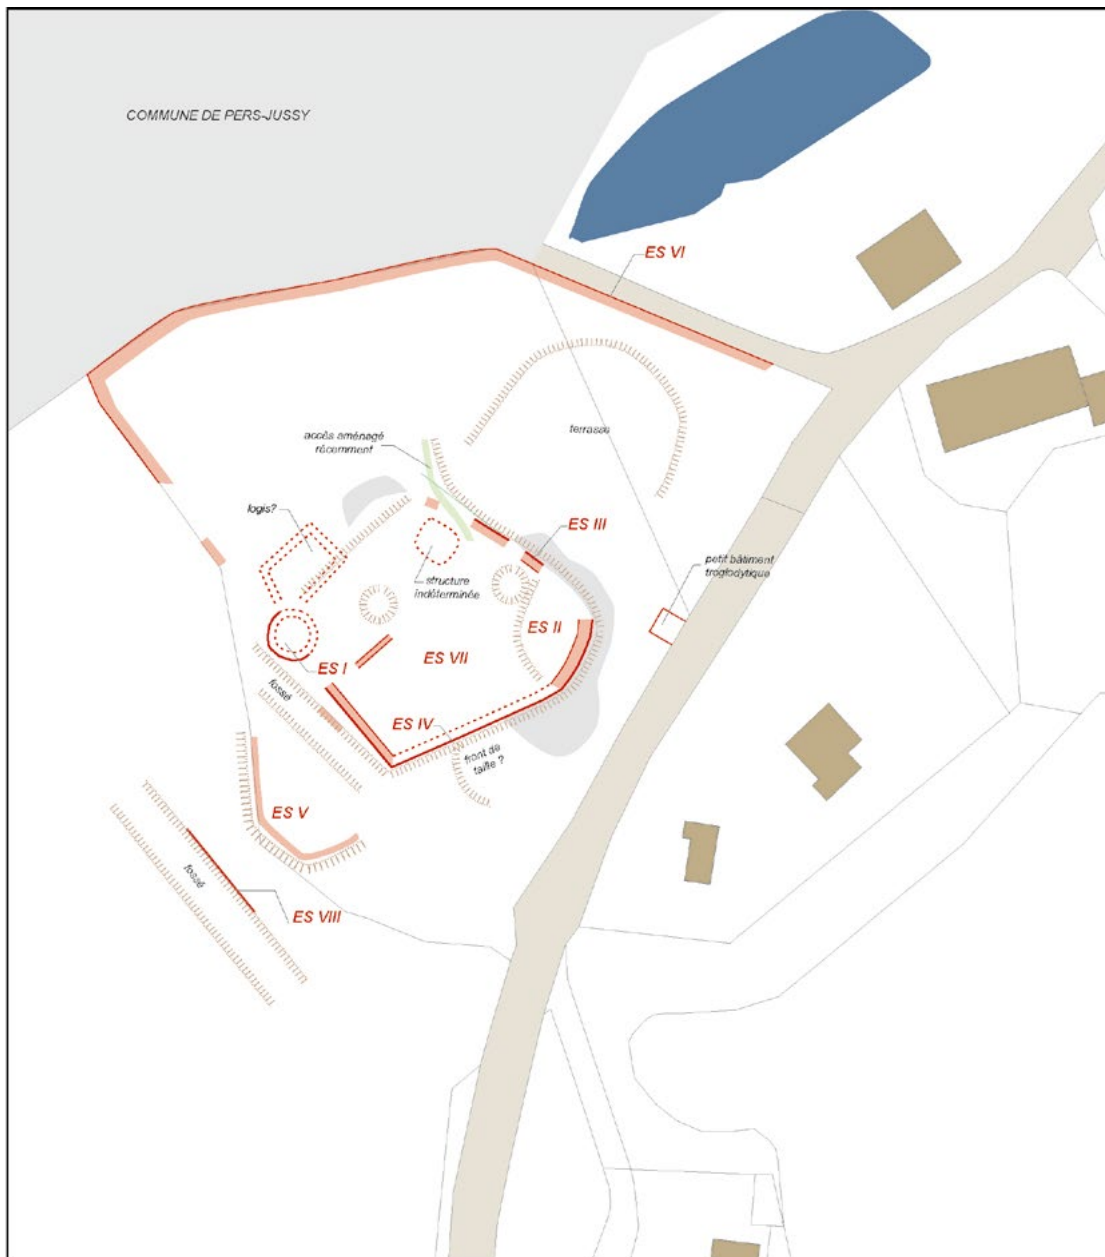 COMMUNE DE PERS-JUSSY
ES VI
terrasse
accès aménagé
récemment
logis?
ES III
petit bâtiment
troglodytique
structure
indéterminée
ES II
ES I
ES VII
fossé
ES IV
front de
taille ?
ES V
fossé
ES VIII